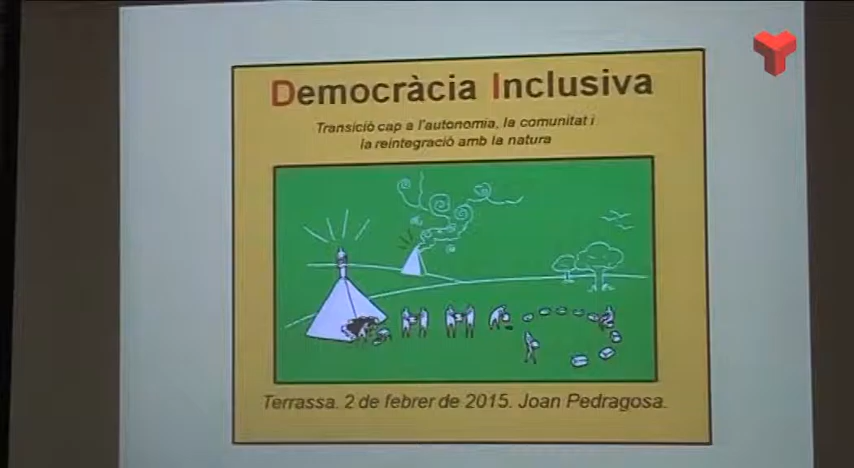 Democràcia Inclusiva
Transició cap a l'autonomia, la comunitat i
la reintegració amb la natura
Terrassa. 2 de febrer de 2015. Joan Pedragosa.